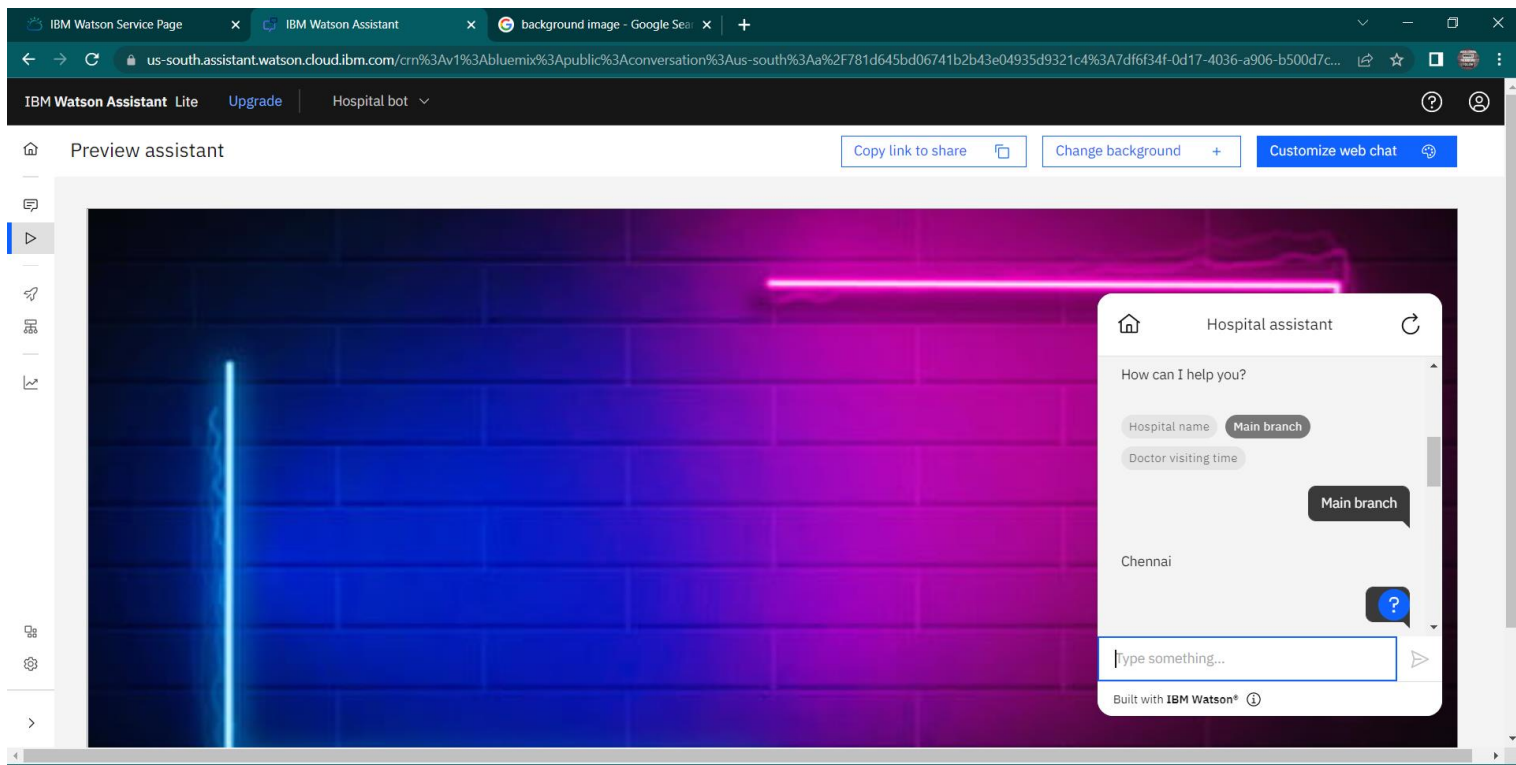 IBM Watson Service Page
IBM Watson Assistant
background image - Google Sear
us-south.assistant.watson.cloud.ibm.com/crn%3Av1%3Abluemix%3Apublic%3Aconversation%3Aus-south%3Aa%2F781d645bd06741b2b43e04935d9321c4%3A7df6f34f-0d17-4036-a906-b500d7c...
IBM Watson Assistant Lite Upgrade Hospital bot
Preview assistant Copy link to share Change background + Customize web chat
Hospital assistant
How can I help you?
Hospital name Main branch
Doctor visiting time
Main branch
Chennai
?
Type something...
Built with IBM Watson®